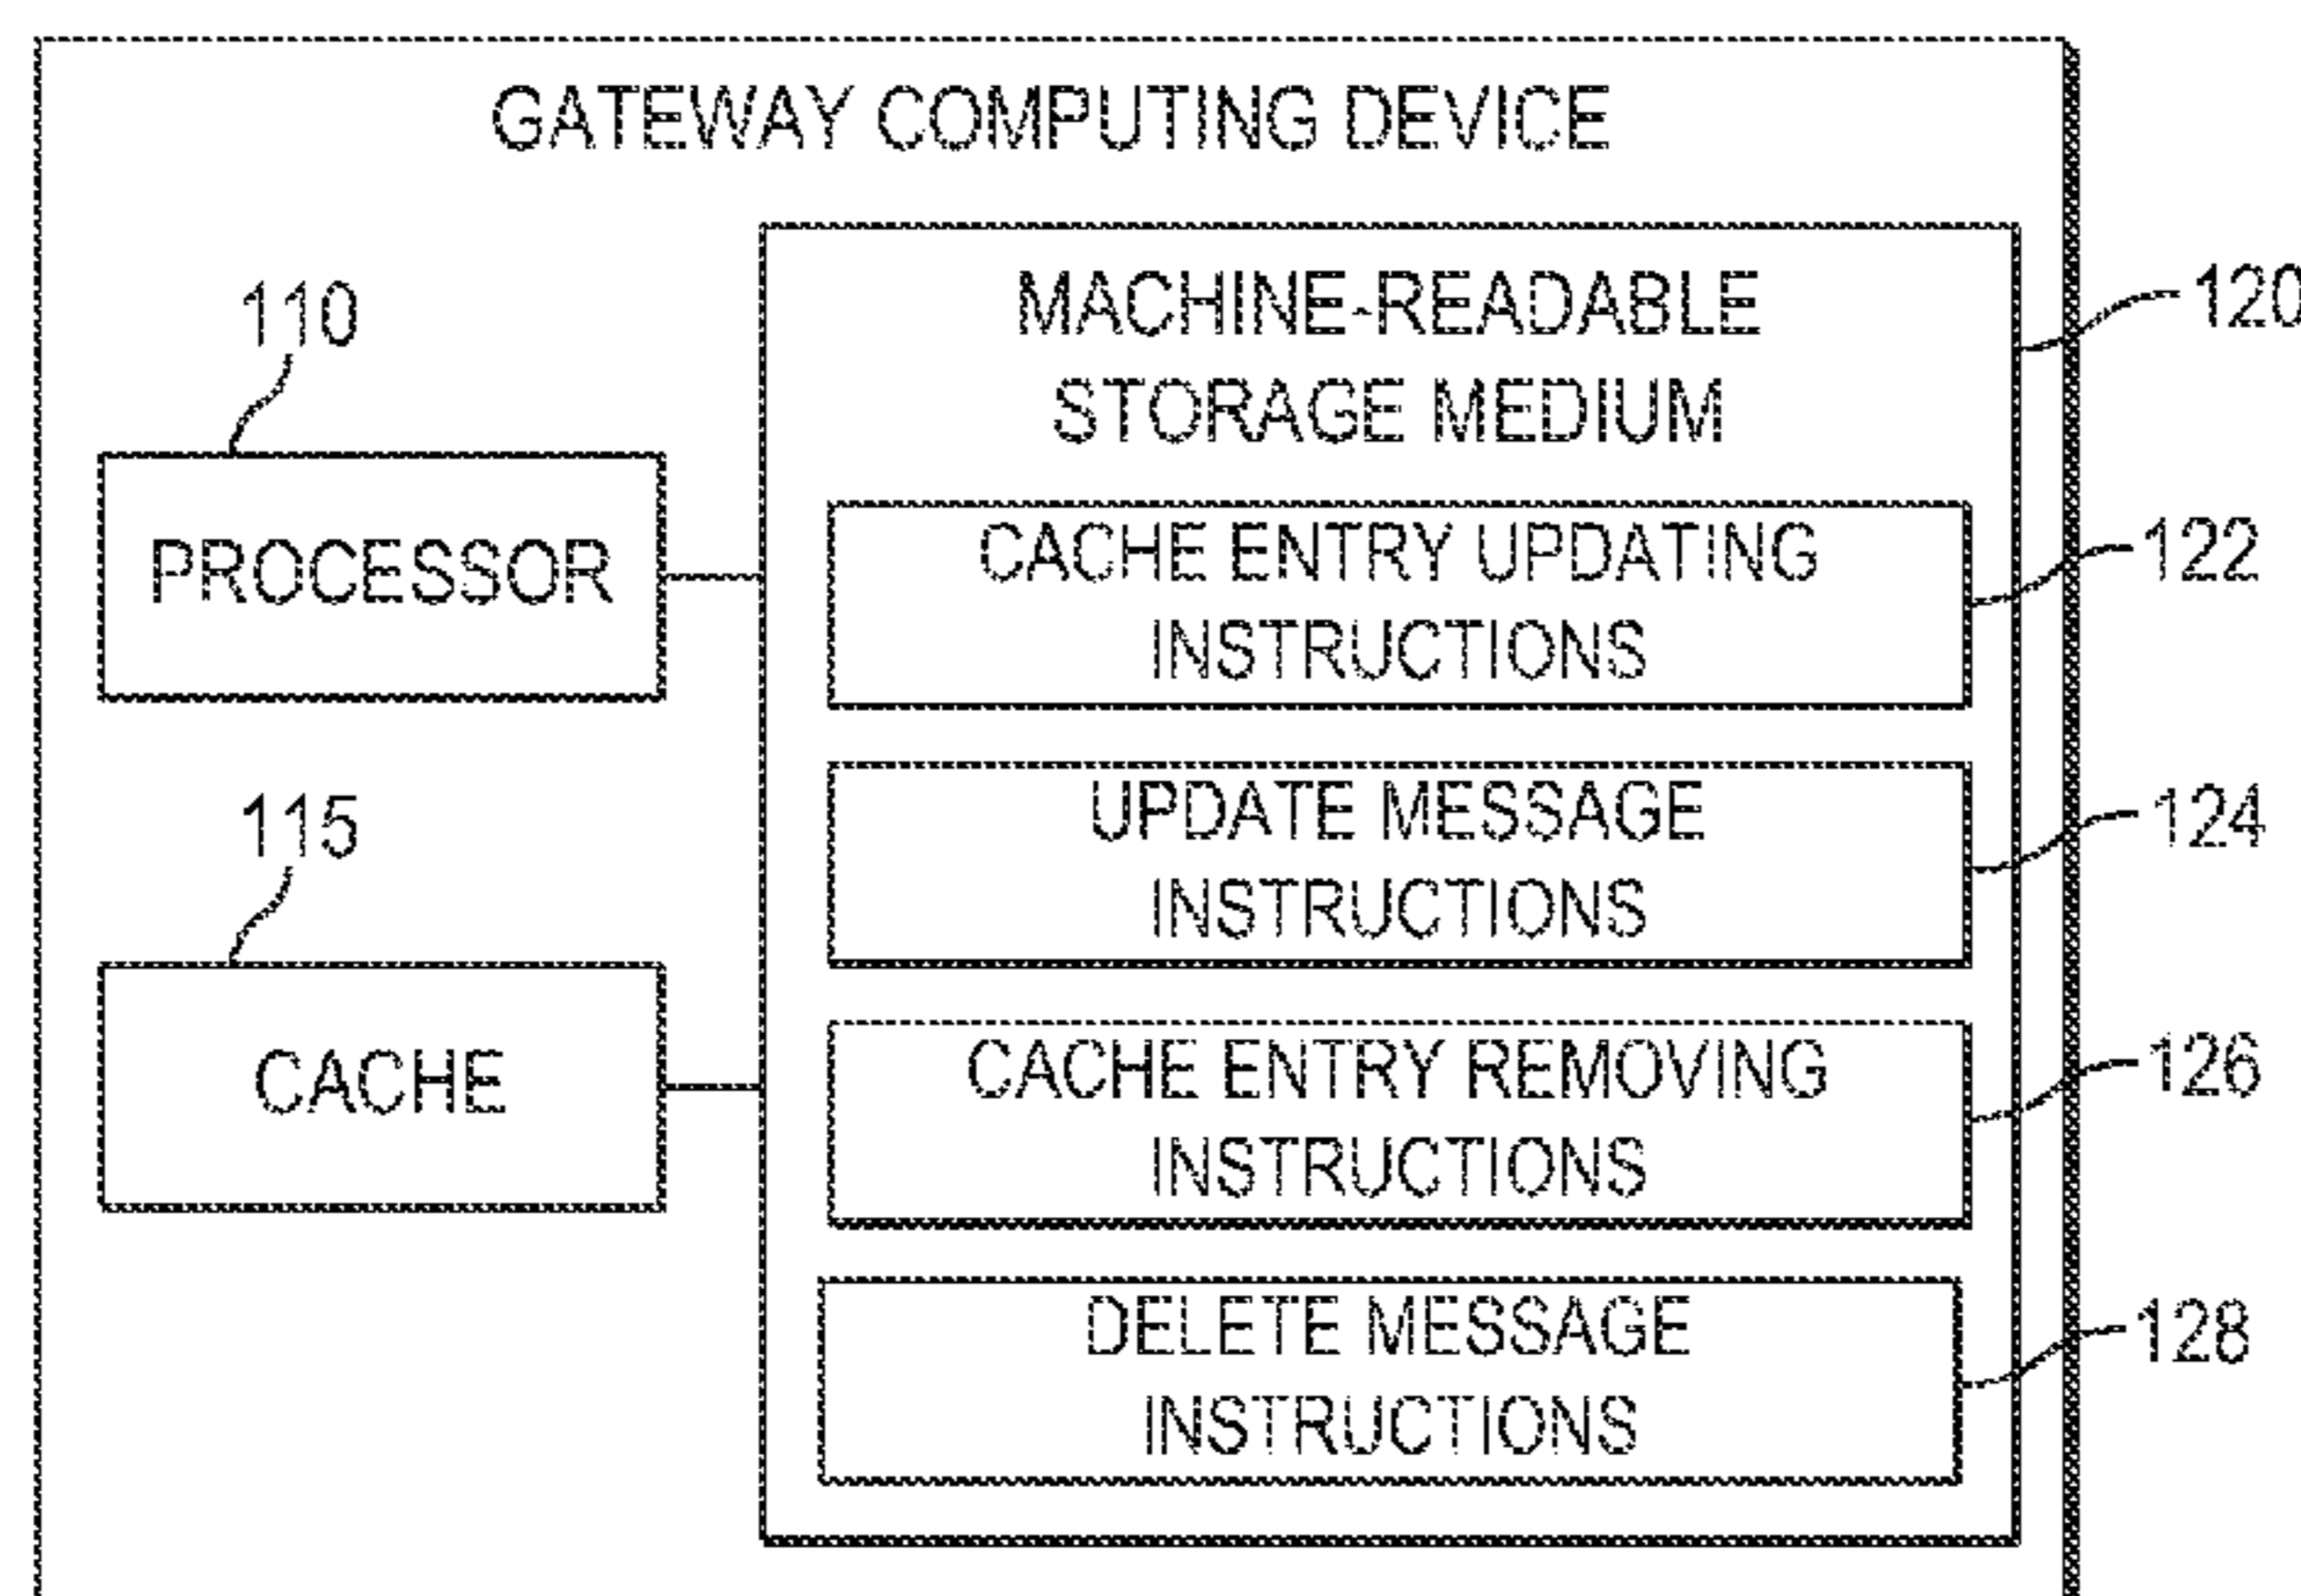 GATEWAY COMPUTING DEVICE
110
MACHINE-READABLE
STORAGE MEDIUM
120
PROCESSOR
CACHE ENTRY UPDATING
INSTRUCTIONS
122
115
UPDATE MESSAGE
INSTRUCTIONS
124
CACHE
CACHE ENTRY REMOVING
INSTRUCTIONS
126
DELETE MESSAGE
INSTRUCTIONS
128